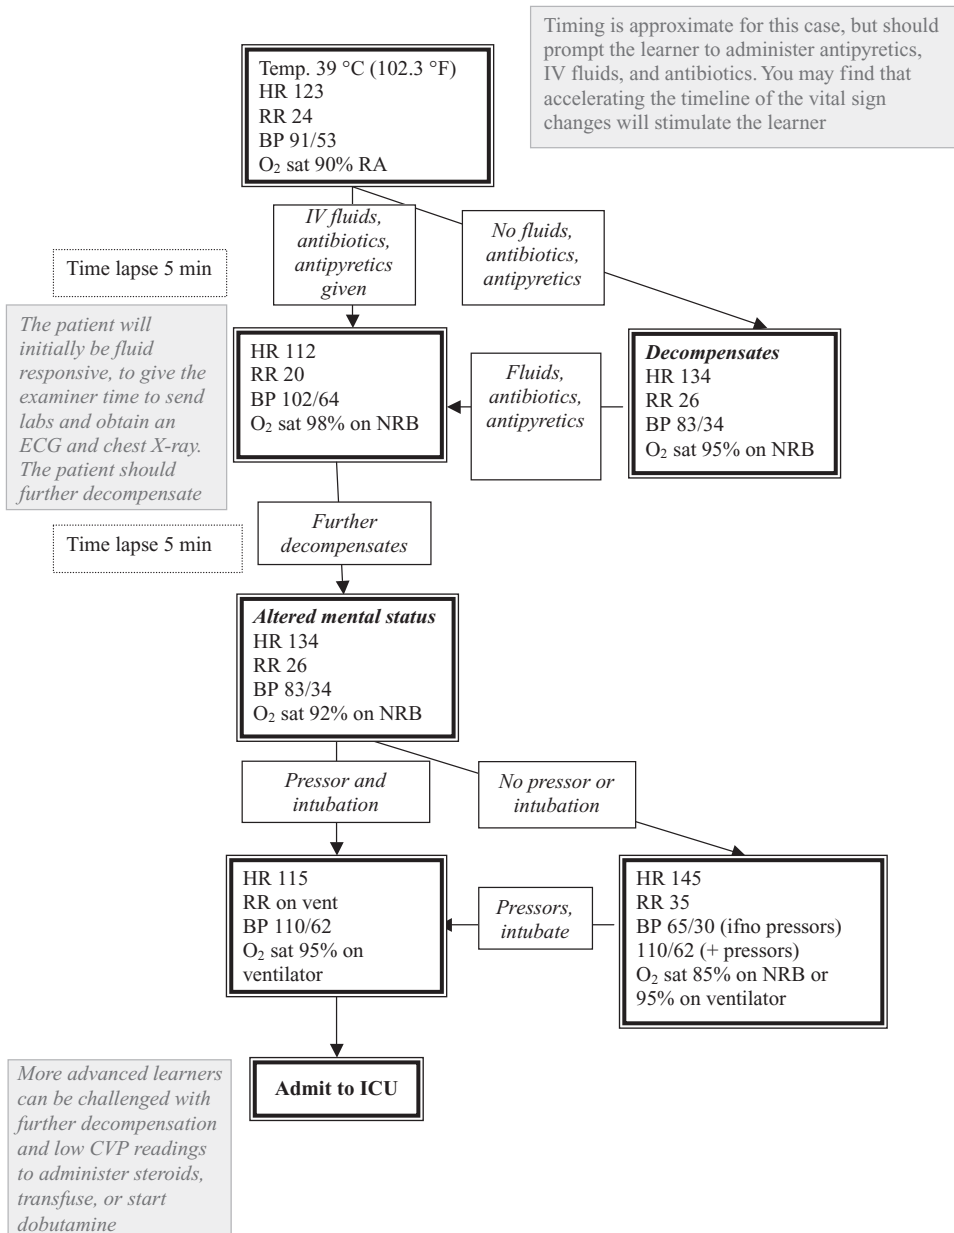 Timing is approximate for this case, but should
prompt the learner to administer antipyretics,
IV fluids, and antibiotics. You may find that
accelerating the timeline of the vital sign
changes will stimulate the learner
Temp. 39 °C (102.3 °F)
HR 123
RR 24
BP 91/53
O₂ sat 90% RA
IV fluids,
antibiotics,
antipyretics
given
No fluids,
antibiotics,
antipyretics
Time lapse 5 min
The patient will
initially be fluid
responsive, to give the
examiner time to send
labs and obtain an
ECG and chest X-ray.
The patient should
further decompensate
HR 112
RR 20
BP 102/64
O₂ sat 98% on NRB
Fluids,
antibiotics,
antipyretics
Decompensates
HR 134
RR 26
BP 83/34
O₂ sat 95% on NRB
Time lapse 5 min
Further
decompensates
Altered mental status
HR 134
RR 26
BP 83/34
O₂ sat 92% on NRB
Pressor and
intubation
No pressor or
intubation
HR 115
RR on vent
BP 110/62
O₂ sat 95% on
ventilator
Pressors,
intubate
HR 145
RR 35
BP 65/30 (ifno pressors)
110/62 (+ pressors)
O₂ sat 85% on NRB or
95% on ventilator
Admit to ICU
More advanced learners
can be challenged with
further decompensation
and low CVP readings
to administer steroids,
transfuse, or start
dobutamine